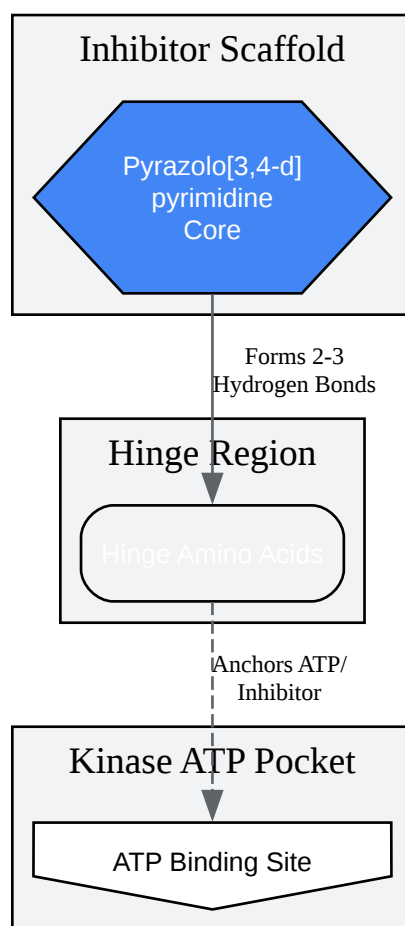 Inhibitor Scaffold
Pyrazolo[3,4-d]
pyrimidine
Core
Forms 2-3
Hydrogen Bonds
Hinge Region
Hinge Amino Acids
Anchors ATP/
Inhibitor
Kinase ATP Pocket
ATP Binding Site